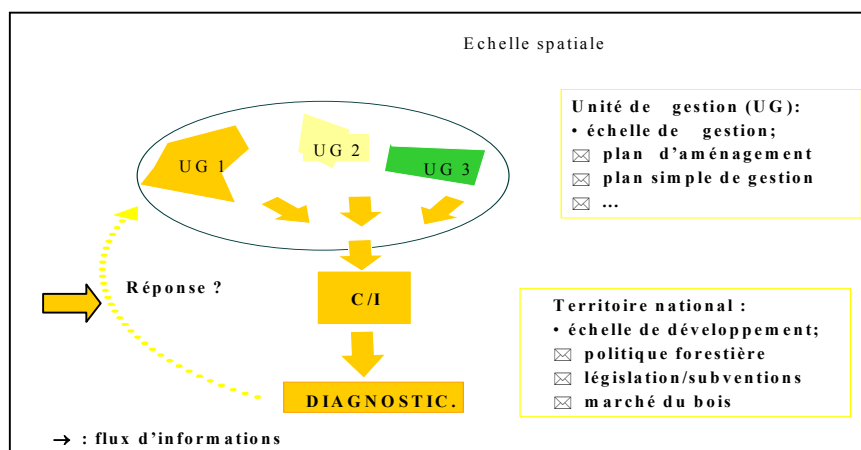 Echelle spatiale
Unité de gestion (UG):
• échelle de gestion;
plan d'aménagement
plan simple de gestion
...
UG 1
UG 2
UG 3
Réponse ?
C/I
Territoire national :
• échelle de développement;
politique forestière
législation/subventions
marché du bois
DIAGNOSTIC.
→ : flux d'informations